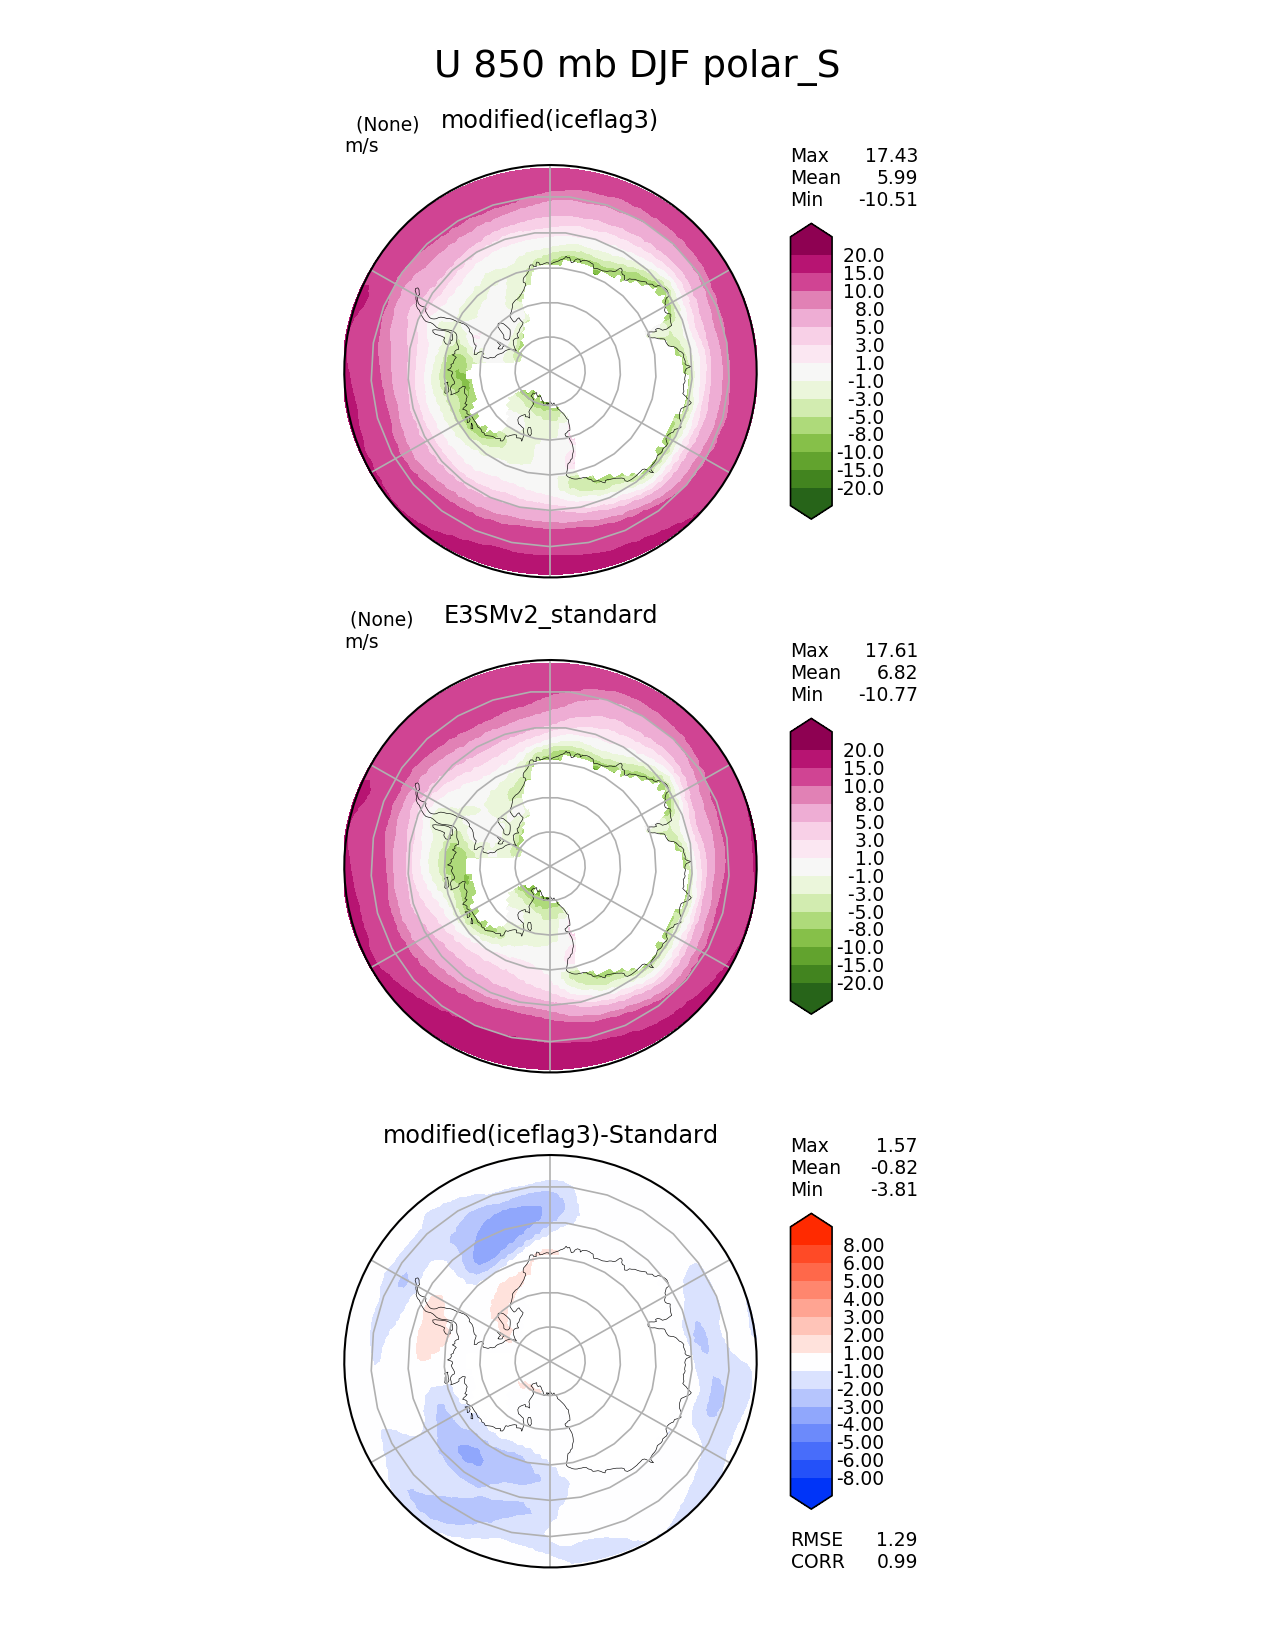 U 850 mb DJF polar_S
(None) modified(iceflag3)
m/s
Max 17.43
Mean 5.99
Min -10.51
20.0
15.0
10.0
8.0
5.0
3.0
1.0
-1.0
-3.0
-5.0
-8.0
-10.0
-15.0
-20.0
(None) E3SMv2_standard
m/s
Max 17.61
Mean 6.82
Min -10.77
20.0
15.0
10.0
8.0
5.0
3.0
1.0
-1.0
-3.0
-5.0
-8.0
-10.0
-15.0
-20.0
modified(iceflag3)-Standard
Max 1.57
Mean -0.82
Min -3.81
8.00
6.00
5.00
4.00
3.00
2.00
1.00
-1.00
-2.00
-3.00
-4.00
-5.00
-6.00
-8.00
RMSE 1.29
CORR 0.99